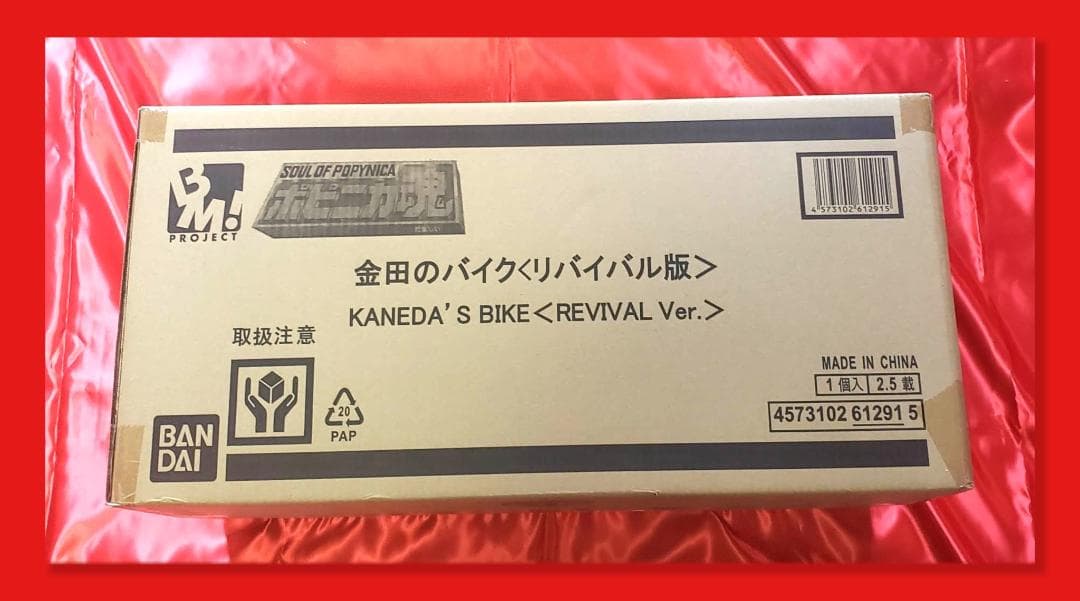 BM!
PROJECT
SOUL OF POPYNICA
ポピニカ魂
4 573102 612915
金田のバイク<リバイバル版>
KANEDA'S BIKE<REVIVAL Ver.>
取扱注意
20
PAP
BAN
DAI
MADE IN CHINA
1個入 2.5載
4573102 61291 5